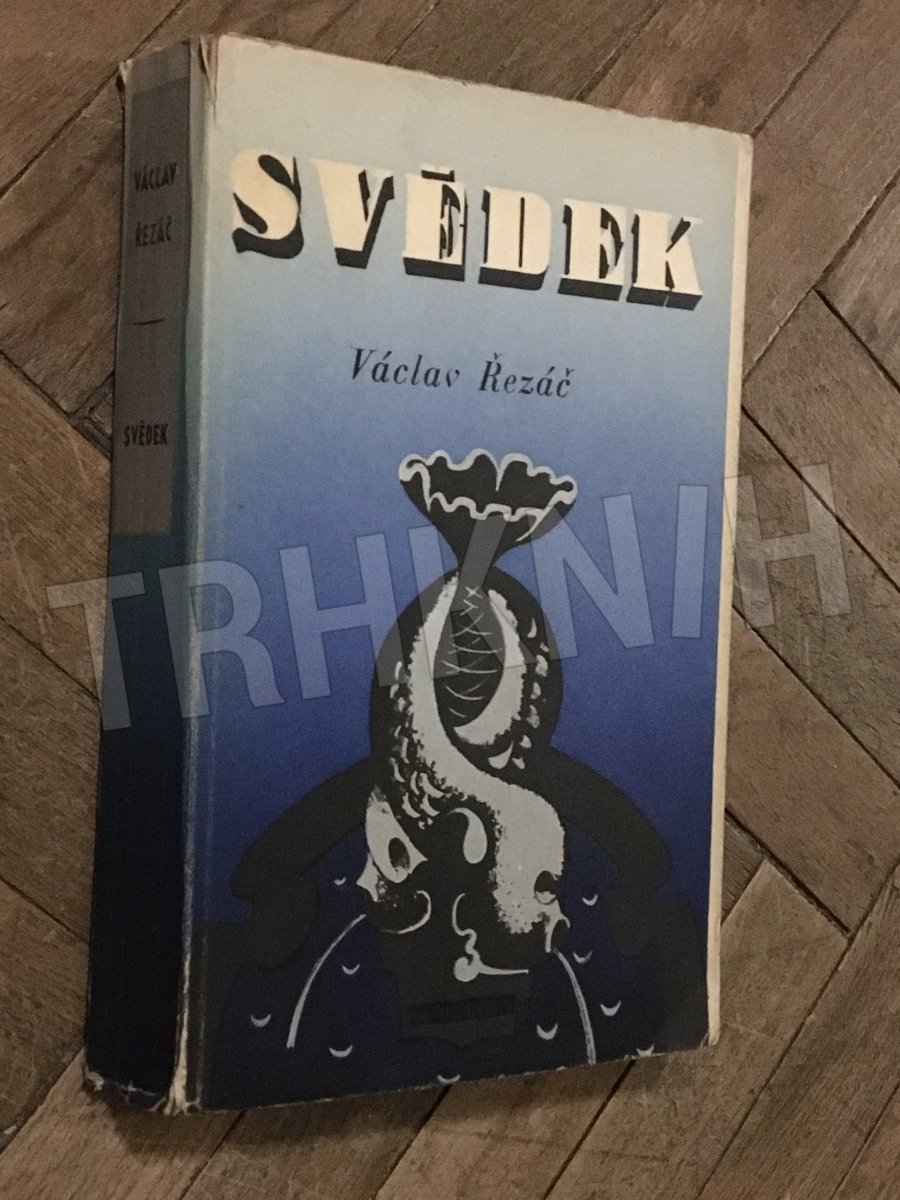 SVĚDEK
Václav Řezáč
VÁCLAV
ŘEZÁČ
SVĚDEK
TRHKNIH